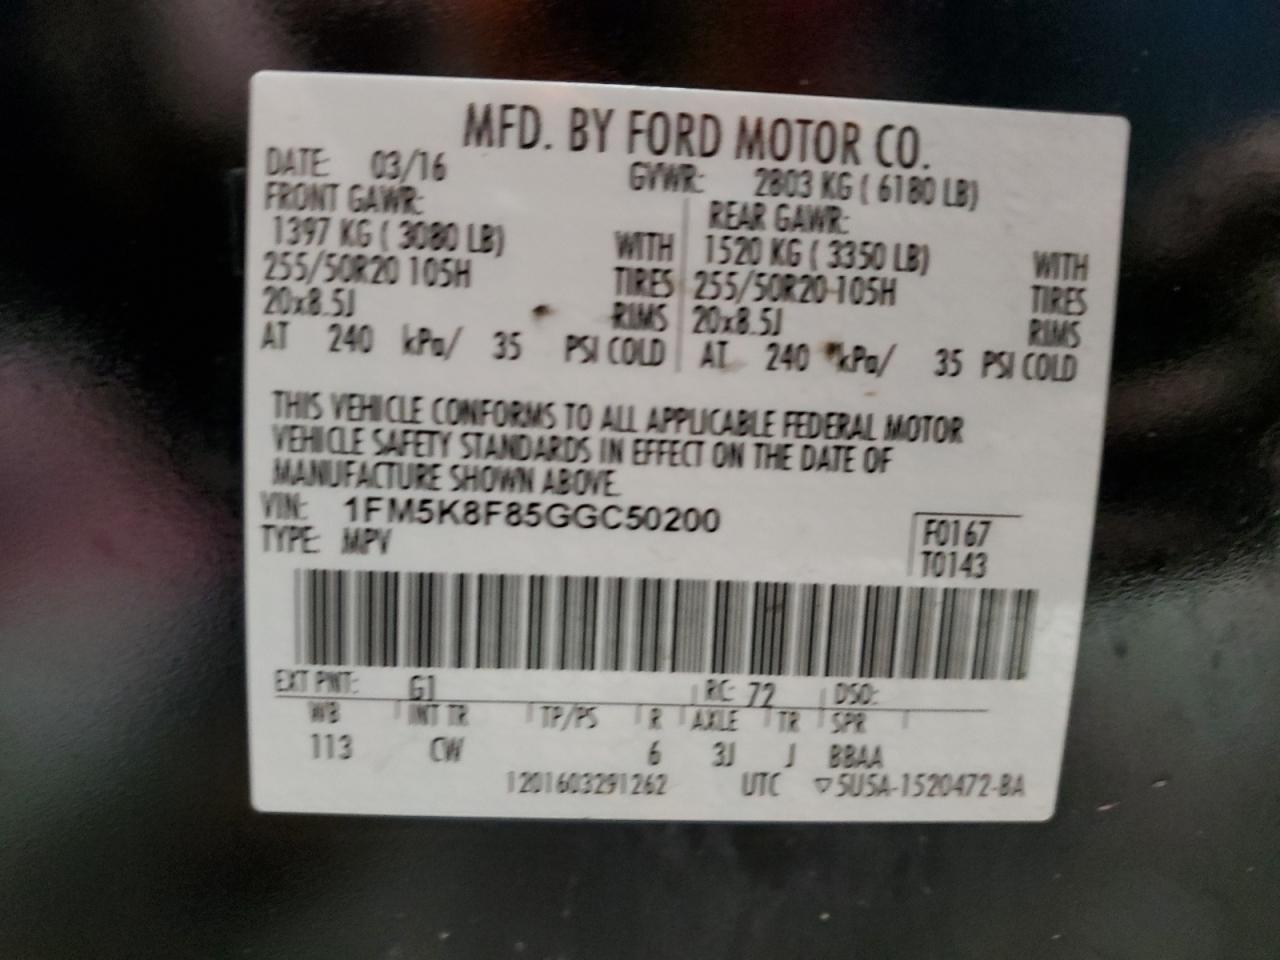 MFD. BY FORD MOTOR CO.
DATE: 03/16 GVWR: 2803 KG ( 6180 LB)
FRONT GAWR: REAR GAWR:
1397 KG ( 3080 LB) WITH 1520 KG ( 3350 LB) WITH
255/50R20 105H TIRES 255/50R20 105H TIRES
20x8.5J RIMS 20x8.5J RIMS
AT 240 kPa/ 35 PSI COLD AT 240 kPa/ 35 PSI COLD
THIS VEHICLE CONFORMS TO ALL APPLICABLE FEDERAL MOTOR
VEHICLE SAFETY STANDARDS IN EFFECT ON THE DATE OF
MANUFACTURE SHOWN ABOVE.
VIN: 1FM5K8F85GGC50200 F0167
TYPE: MPV T0143
EXT PNT: G1 RC: 72 DSO:
WB INT TR TP/PS R AXLE TR SPR
113 CW 6 3J J BBAA
1201603291262 UTC ▽5U5A-1520472-BA